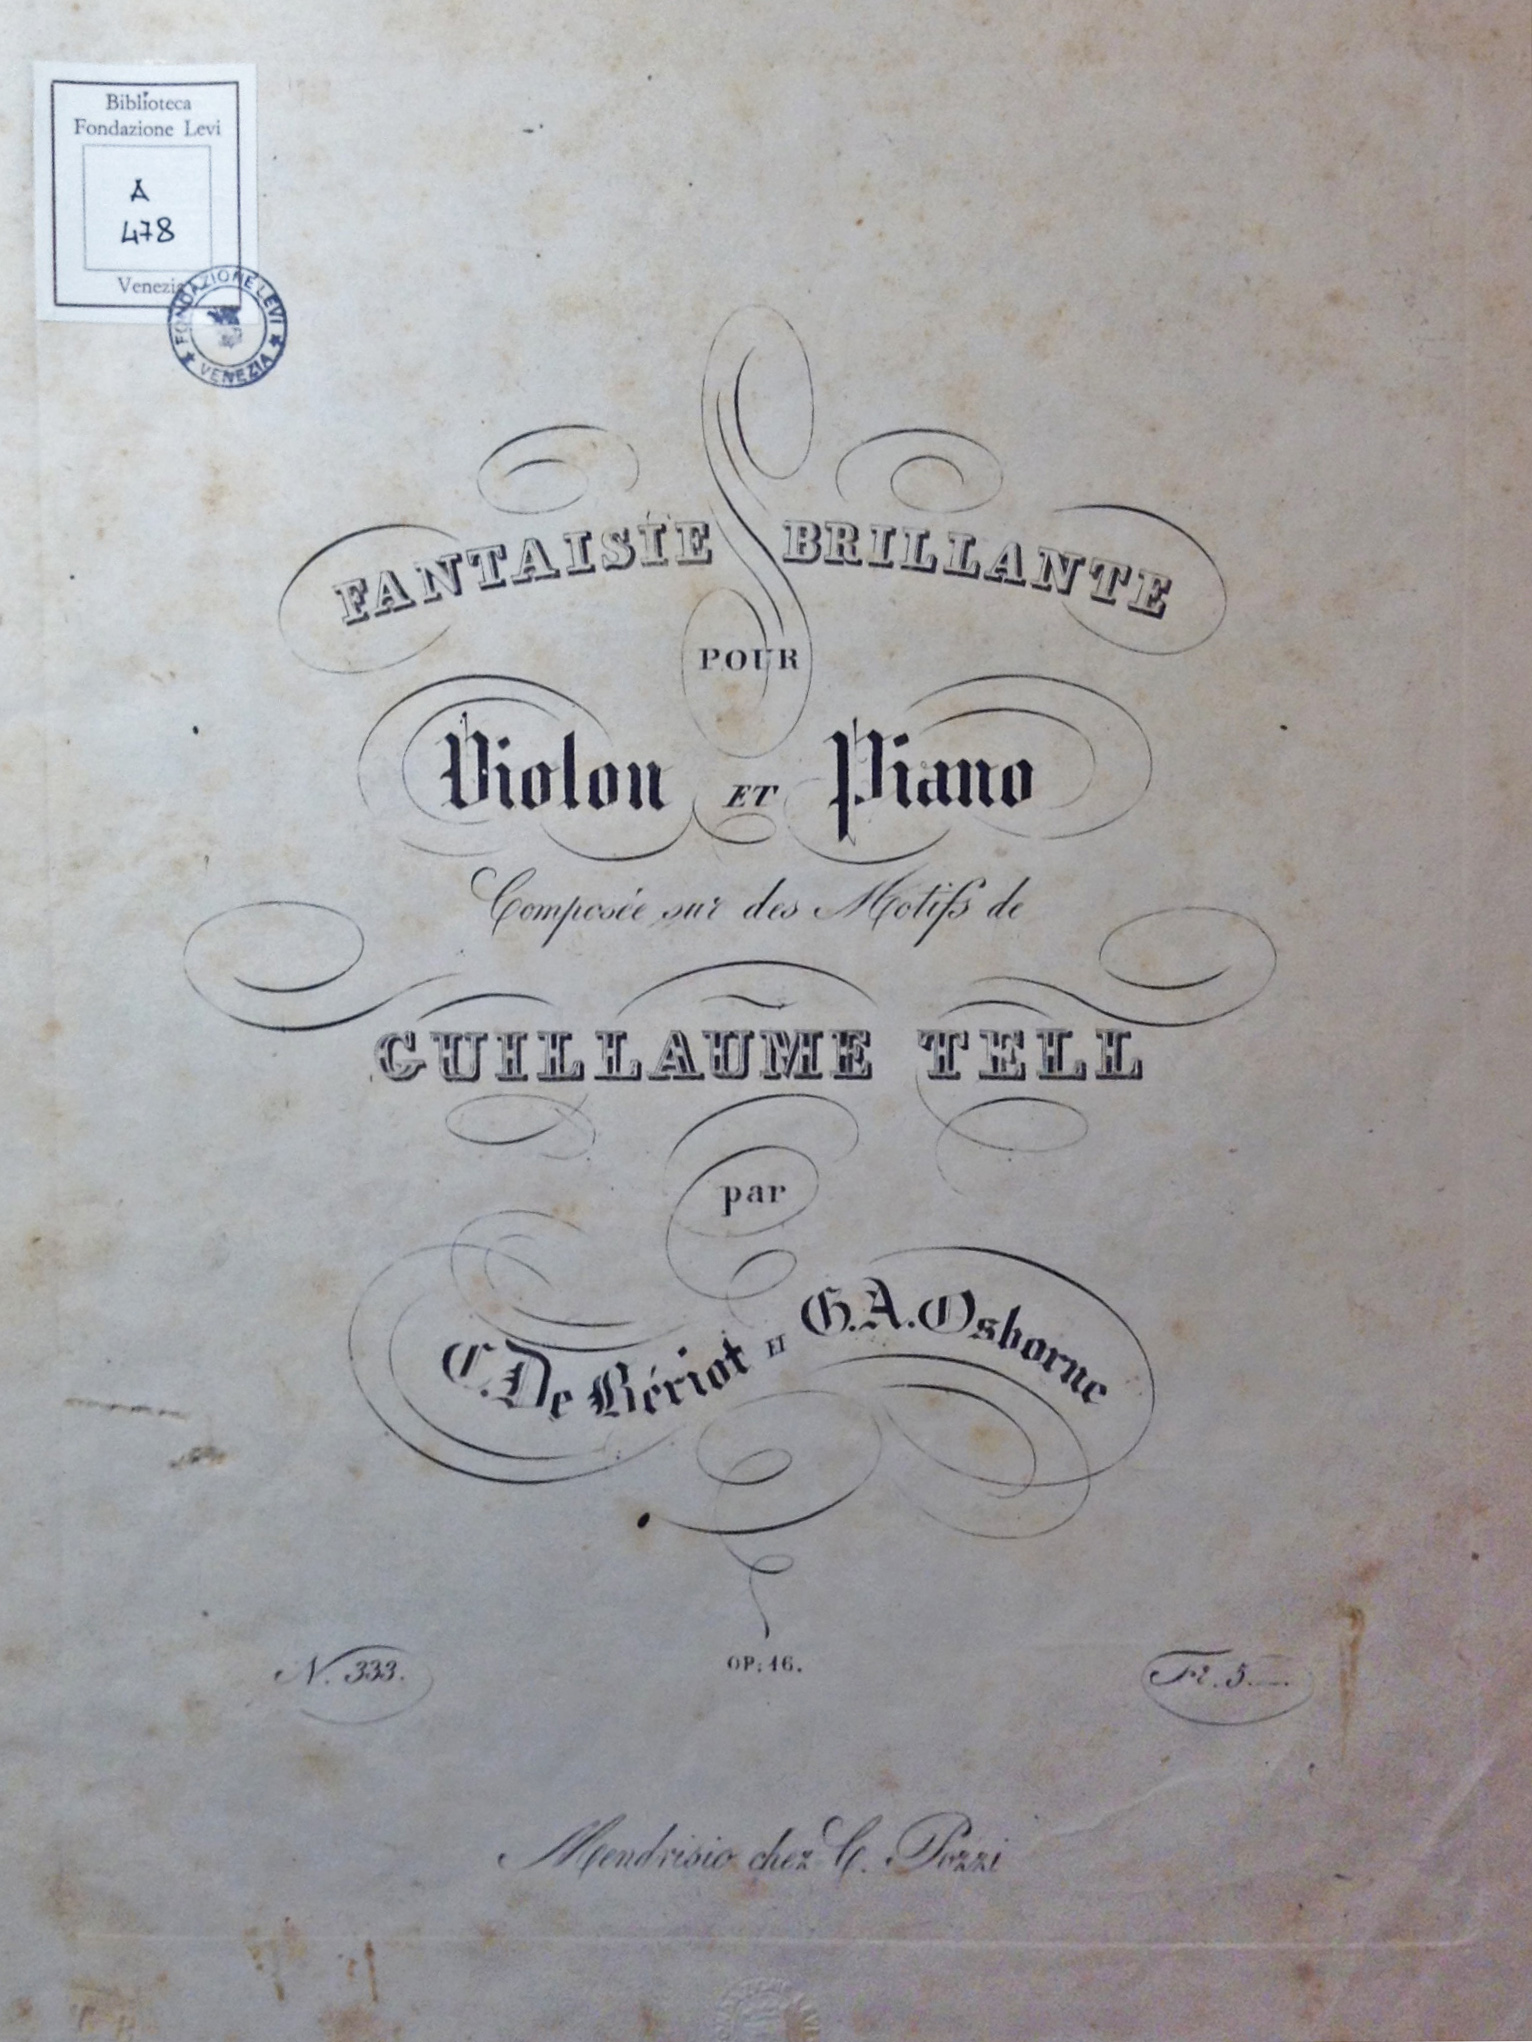 Biblioteca
Fondazione Levi
A
478
Venezia
FONDAZIONE LEVI
★ VENEZIA ★
FANTAISIE BRILLANTE
POUR
Violon ET Piano
Composée sur des Motifs de
GUILLAUME TELL
par
C. De Bériot ET G. A. Osborne
N. 333.
OP: 16.
Fr. 5.—
Mendrisio chez C. Pozzi